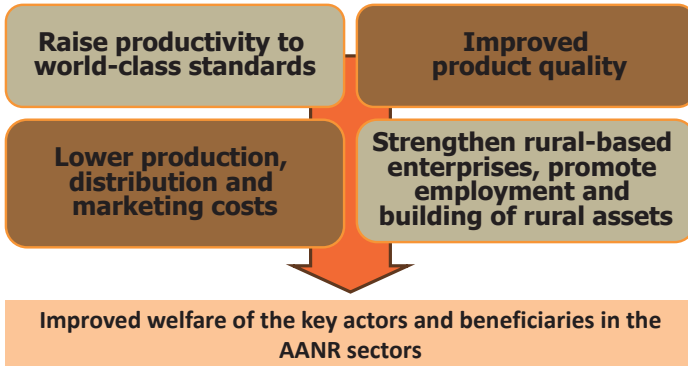 Raise productivity to
world-class standards
Improved
product quality
Lower production,
distribution and
marketing costs
Strengthen rural-based
enterprises, promote
employment and
building of rural assets
Improved welfare of the key actors and beneficiaries in the
AANR sectors